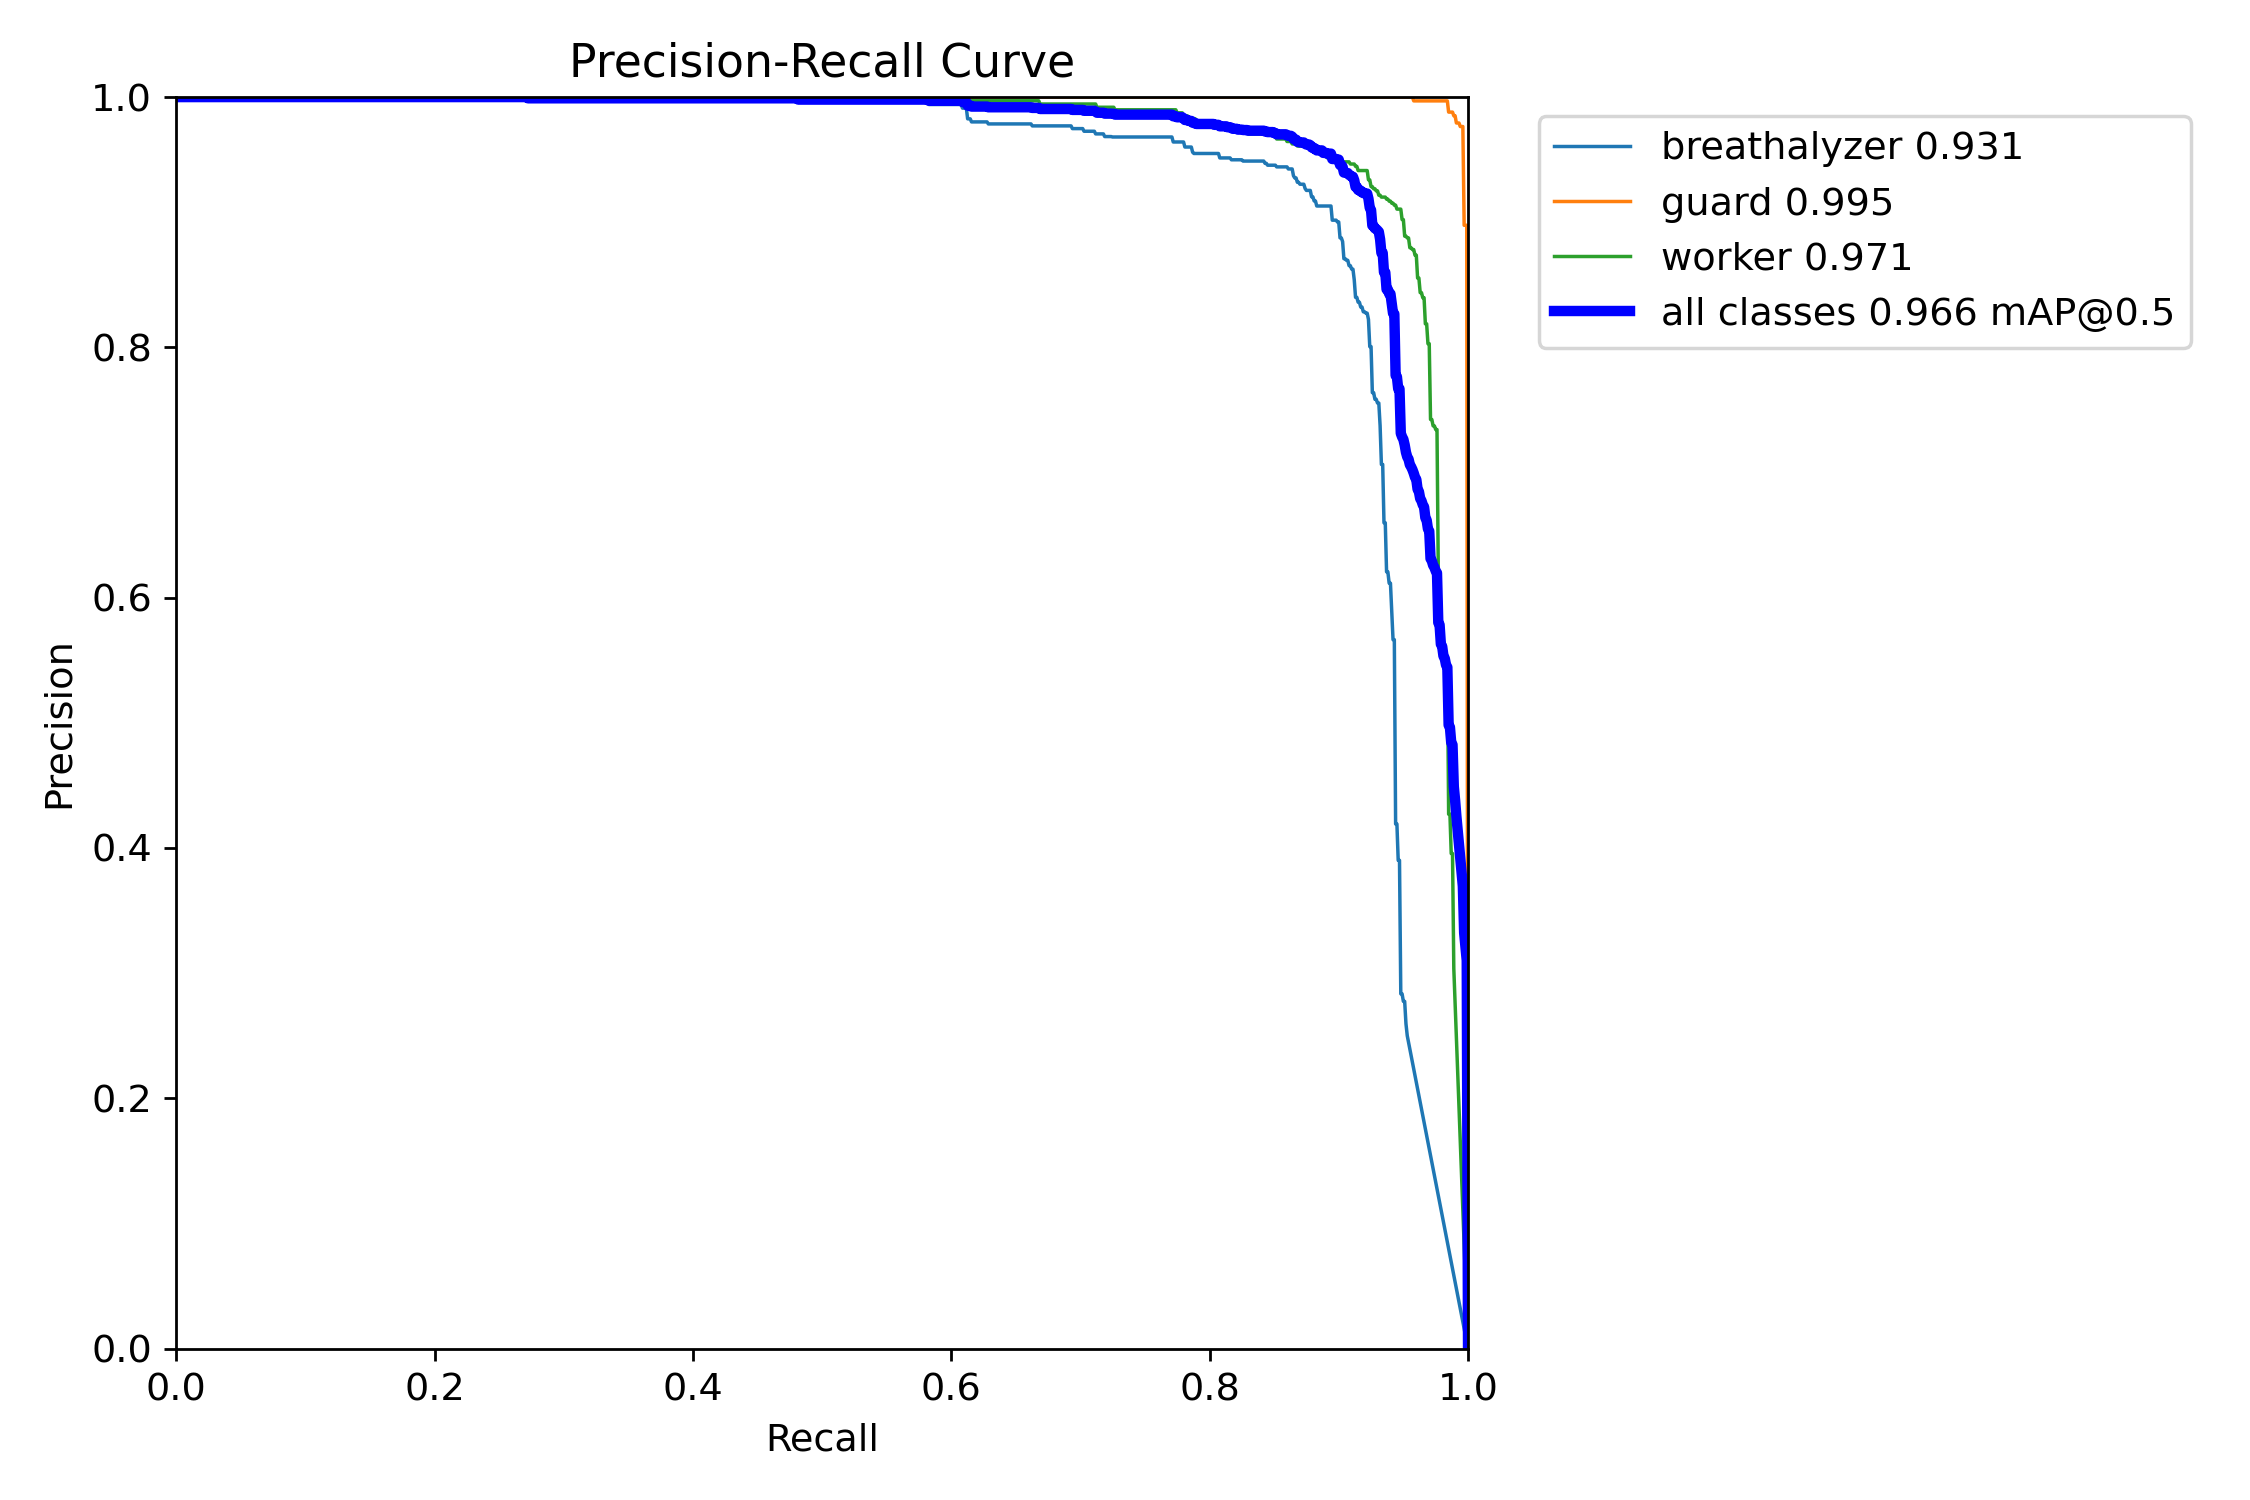 Precision-Recall Curve
1.0
0.8
0.6
0.4
0.2
0.0
Precision
0.0 0.2 0.4 0.6 0.8 1.0
Recall
breathalyzer 0.931
guard 0.995
worker 0.971
all classes 0.966 mAP@0.5